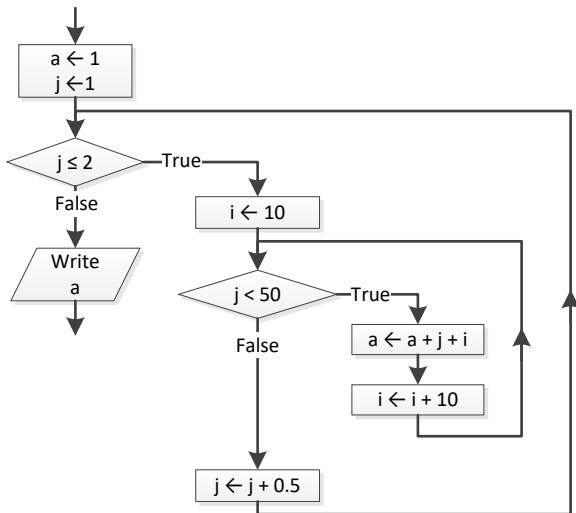 a ← 1
j ←1
j ≤ 2
True
False
i ← 10
Write
a
j < 50
True
False
a ← a + j + i
i ← i + 10
j ← j + 0.5